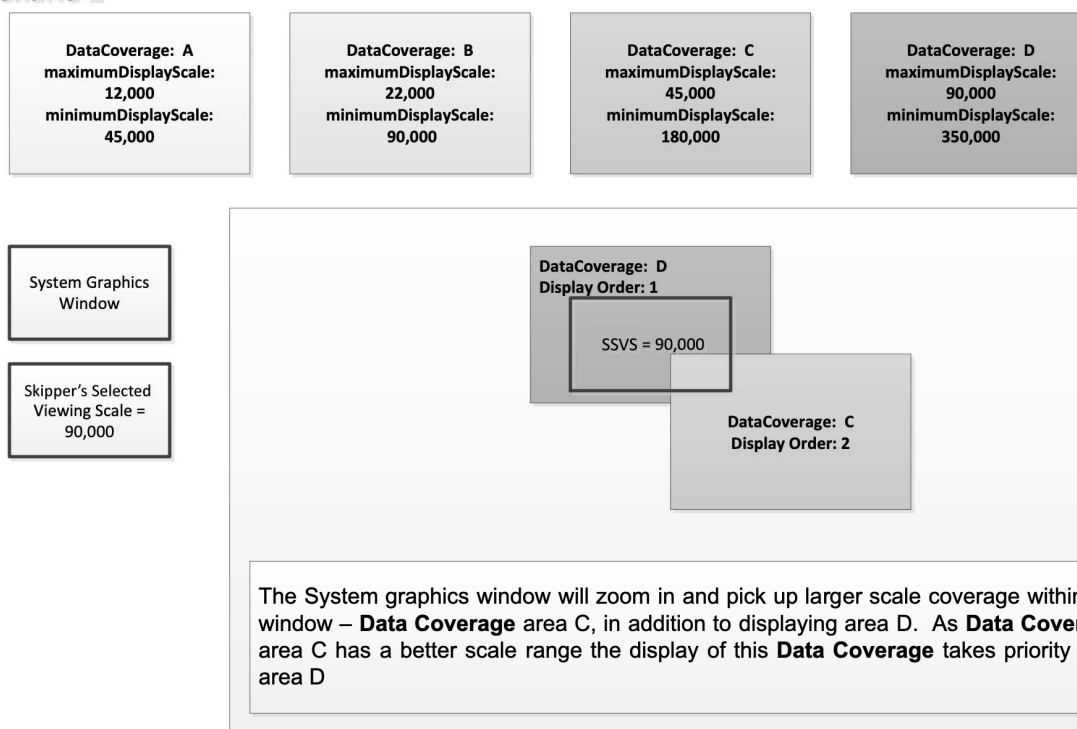 DataCoverage: A
maximumDisplayScale:
12,000
minimumDisplayScale:
45,000
DataCoverage: B
maximumDisplayScale:
22,000
minimumDisplayScale:
90,000
DataCoverage: C
maximumDisplayScale:
45,000
minimumDisplayScale:
180,000
DataCoverage: D
maximumDisplayScale:
90,000
minimumDisplayScale:
350,000
System Graphics
Window
Skipper's Selected
Viewing Scale =
90,000
DataCoverage: D
Display Order: 1
SSVS = 90,000
DataCoverage: C
Display Order: 2
The System graphics window will zoom in and pick up larger scale coverage within
window – Data Coverage area C, in addition to displaying area D. As Data Cover
area C has a better scale range the display of this Data Coverage takes priority
area D